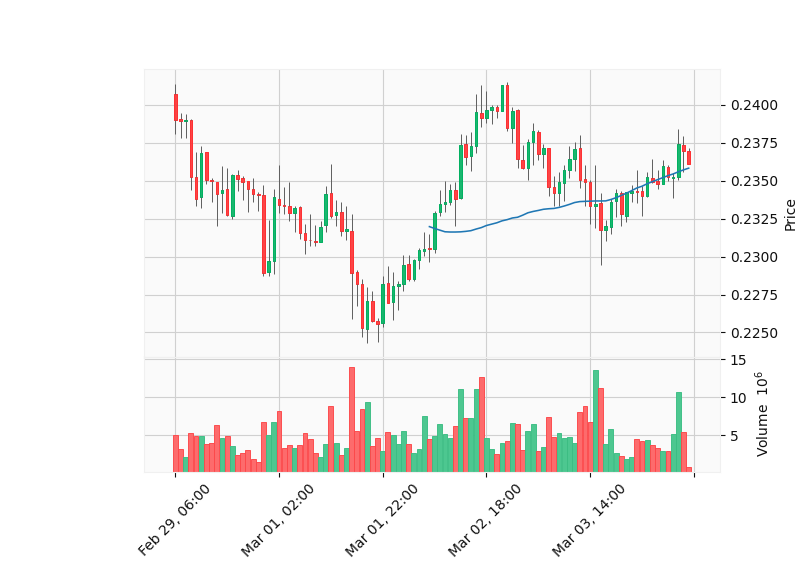 0.2400
0.2375
0.2350
0.2325
0.2300
0.2275
0.2250
Price
15
10
5
Volume 10^6
Feb 29, 06:00
Mar 01, 02:00
Mar 01, 22:00
Mar 02, 18:00
Mar 03, 14:00